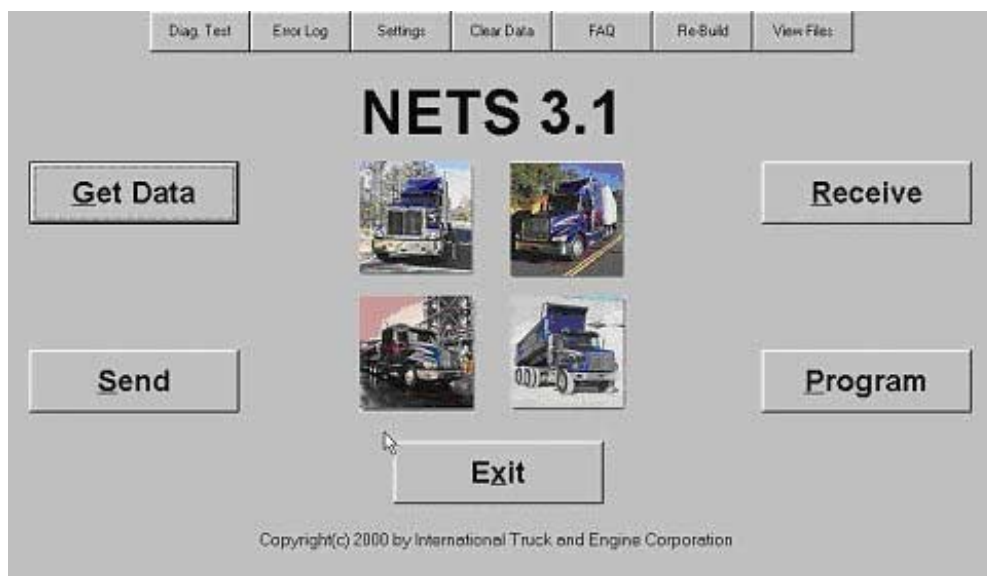 Diag. Test Error Log Settings Clear Data FAQ Re-Build View Files
NETS 3.1
Get Data
Receive
Send
Program
Exit
Copyright(c) 2000 by International Truck and Engine Corporation